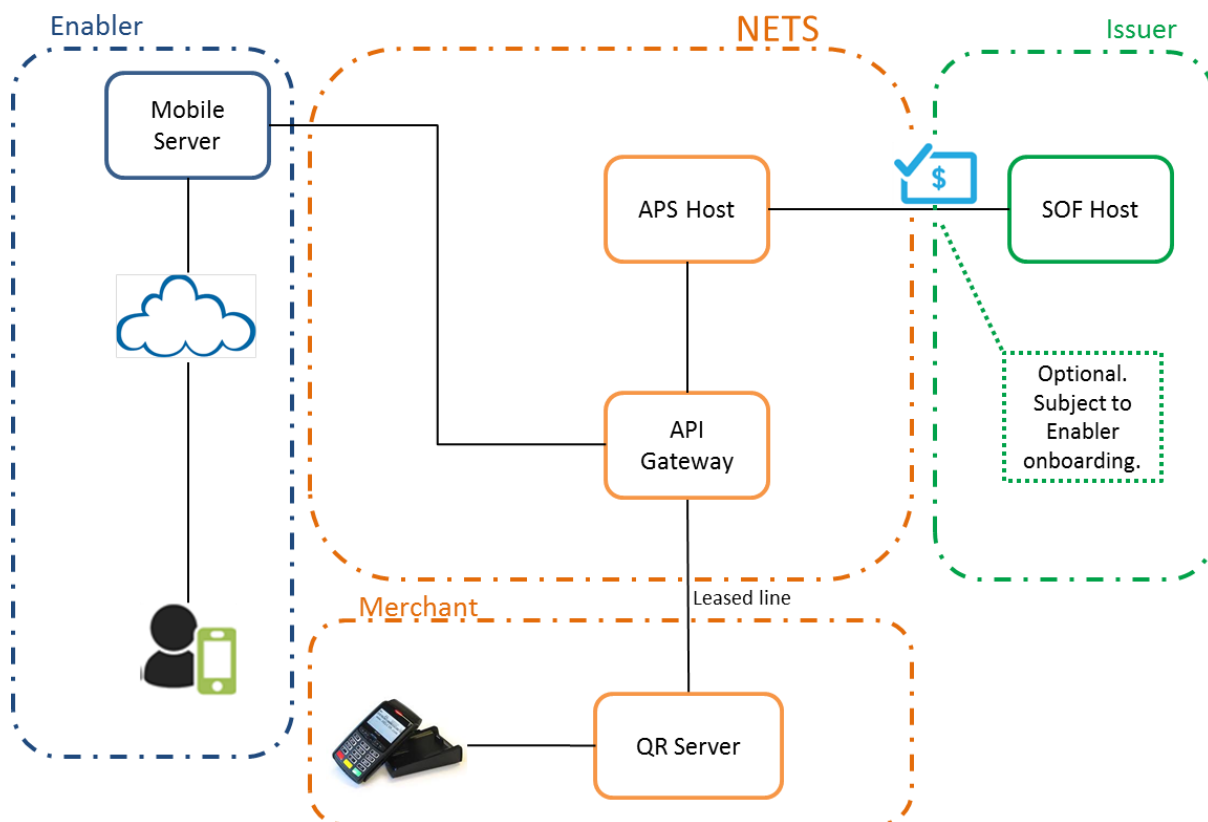 Enabler
NETS
Issuer
Mobile
Server
APS Host
$
SOF Host
Optional.
Subject to
Enabler
onboarding.
API
Gateway
Leased line
Merchant
QR Server